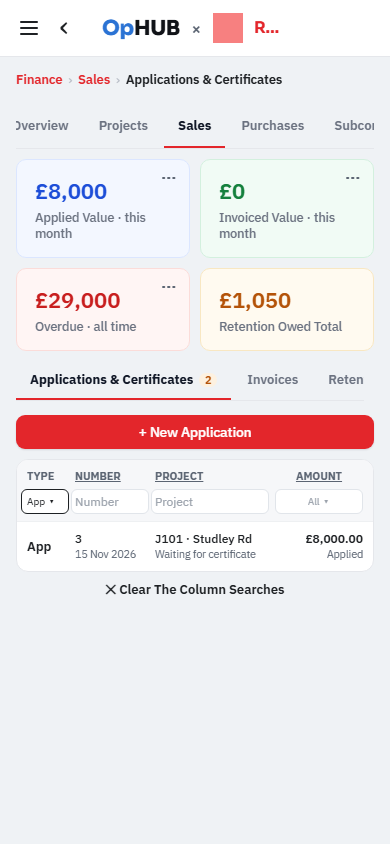 OpHUB × R...
Finance › Sales › Applications & Certificates
Overview Projects Sales Purchases Subcon
£8,000
Applied Value · this
month
£0
Invoiced Value · this
month
£29,000
Overdue · all time
£1,050
Retention Owed Total
Applications & Certificates 2 Invoices Reten
+ New Application
TYPE NUMBER PROJECT AMOUNT
App Number Project All
App 3 J101 · Studley Rd £8,000.00
15 Nov 2026 Waiting for certificate Applied
Clear The Column Searches